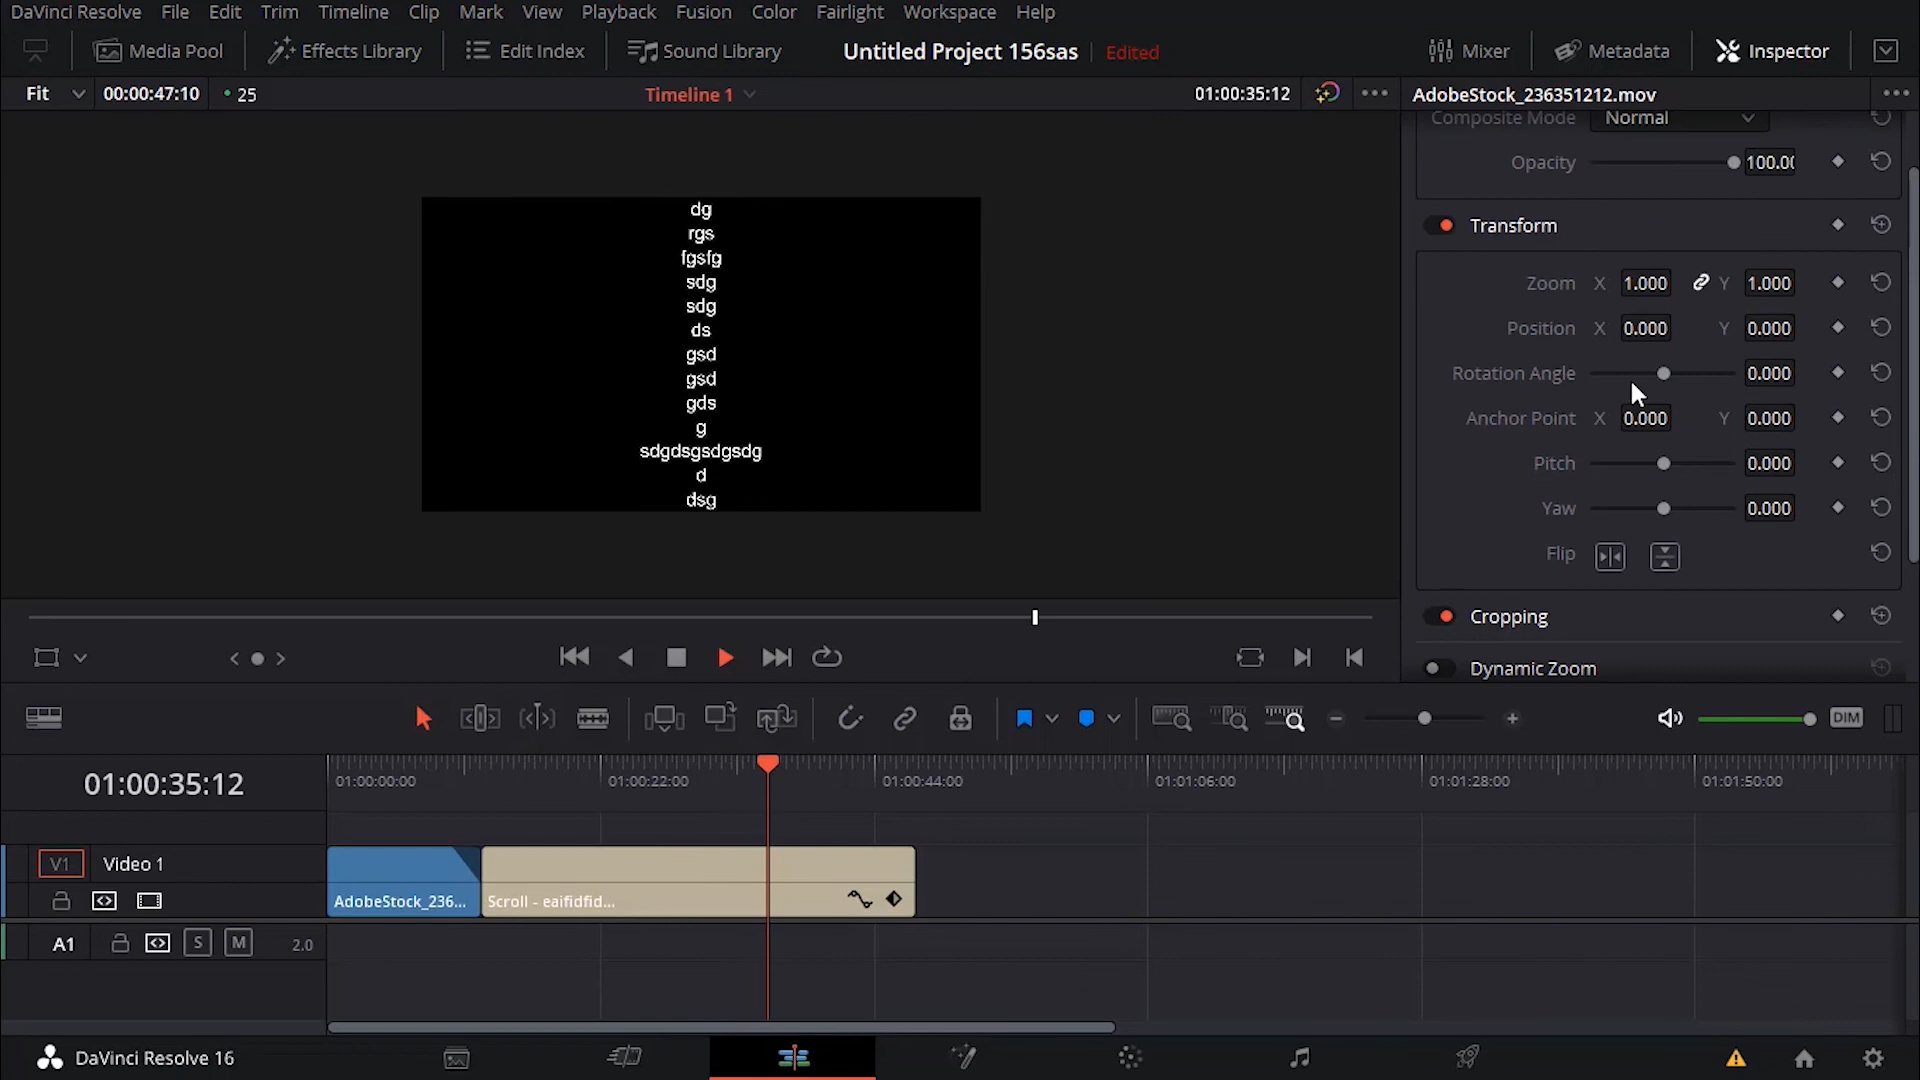 DaVinci Resolve File Edit Trim Timeline Clip Mark View Playback Fusion Color Fairlight Workspace Help
Media Pool Effects Library Edit Index Sound Library Untitled Project 156sas Edited Mixer Metadata Inspector
Fit 00:00:47:10 25 Timeline 1 01:00:35:12 AdobeStock_236351212.mov
Composite Mode Normal
Opacity 100.00
Transform
Zoom X 1.000 Y 1.000
Position X 0.000 Y 0.000
Rotation Angle 0.000
Anchor Point X 0.000 Y 0.000
Pitch 0.000
Yaw 0.000
Flip
Cropping
Dynamic Zoom
dg
rgs
fgsfg
sdg
sdg
ds
gsd
gsd
gds
g
sdgdsgsdgsdg
d
dsg
DIM
01:00:35:12 01:00:00:00 01:00:22:00 01:00:44:00 01:01:06:00 01:01:28:00 01:01:50:00
V1 Video 1
AdobeStock_236... Scroll - eaifidfid...
A1 S M 2.0
DaVinci Resolve 16